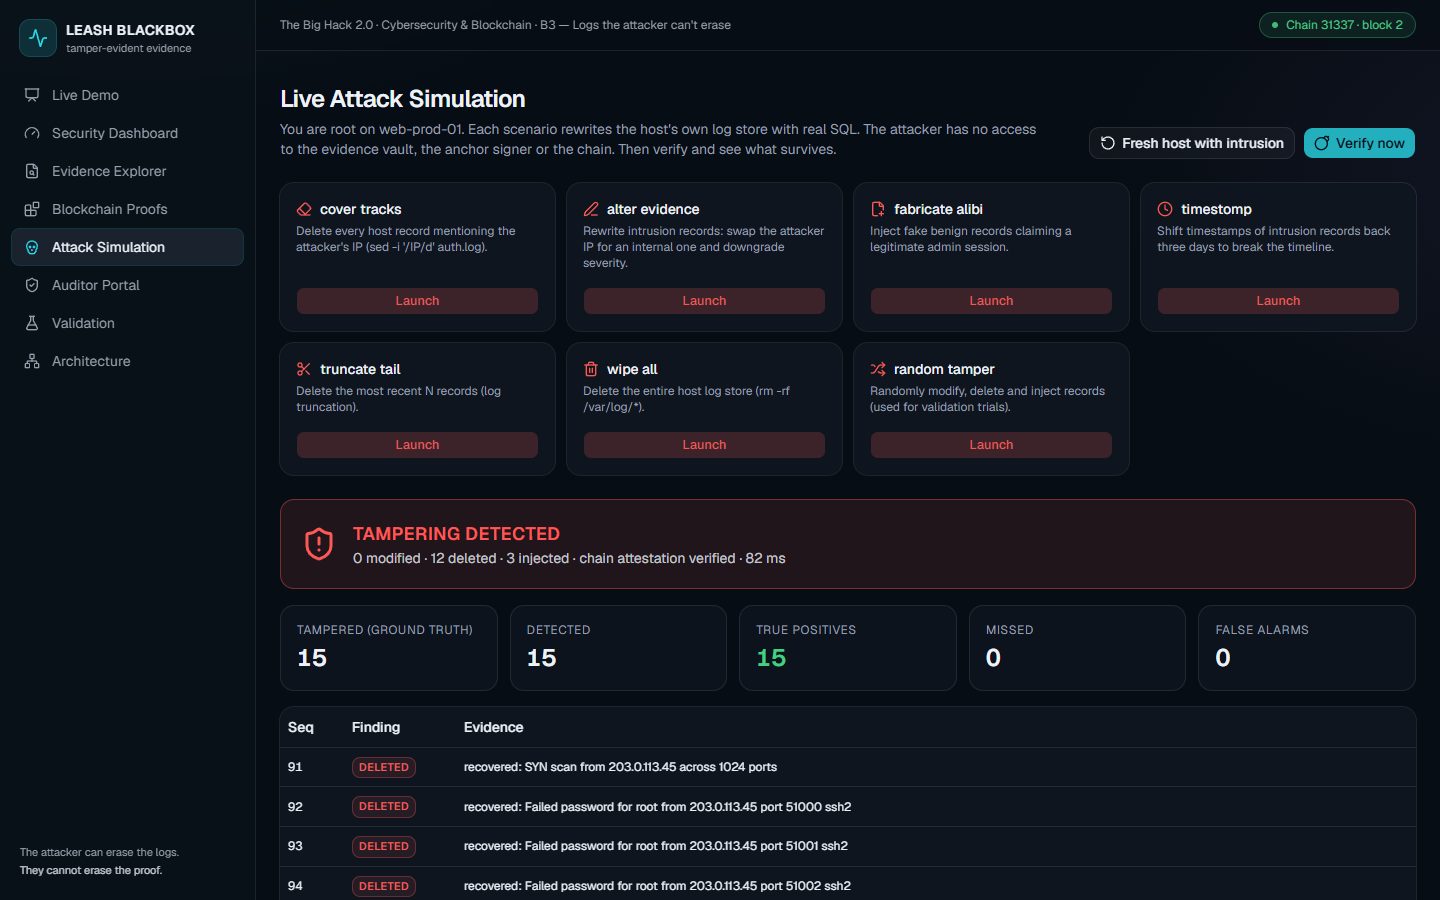 LEASH BLACKBOX
tamper-evident evidence
Live Demo
Security Dashboard
Evidence Explorer
Blockchain Proofs
Attack Simulation
Auditor Portal
Validation
Architecture
The attacker can erase the logs.
They cannot erase the proof.
The Big Hack 2.0 · Cybersecurity & Blockchain · B3 — Logs the attacker can't erase
Chain 31337 · block 2
Live Attack Simulation
You are root on web-prod-01. Each scenario rewrites the host's own log store with real SQL. The attacker has no access
to the evidence vault, the anchor signer or the chain. Then verify and see what survives.
Fresh host with intrusion
Verify now
cover tracks
Delete every host record mentioning the
attacker's IP (sed -i '/IP/d' auth.log).
Launch
alter evidence
Rewrite intrusion records: swap the attacker
IP for an internal one and downgrade
severity.
Launch
fabricate alibi
Inject fake benign records claiming a
legitimate admin session.
Launch
timestomp
Shift timestamps of intrusion records back
three days to break the timeline.
Launch
truncate tail
Delete the most recent N records (log
truncation).
Launch
wipe all
Delete the entire host log store (rm -rf
/var/log/*).
Launch
random tamper
Randomly modify, delete and inject records
(used for validation trials).
Launch
TAMPERING DETECTED
0 modified · 12 deleted · 3 injected · chain attestation verified · 82 ms
TAMPERED (GROUND TRUTH)
15
DETECTED
15
TRUE POSITIVES
15
MISSED
0
FALSE ALARMS
0
Seq Finding Evidence
91 DELETED recovered: SYN scan from 203.0.113.45 across 1024 ports
92 DELETED recovered: Failed password for root from 203.0.113.45 port 51000 ssh2
93 DELETED recovered: Failed password for root from 203.0.113.45 port 51001 ssh2
94 DELETED recovered: Failed password for root from 203.0.113.45 port 51002 ssh2